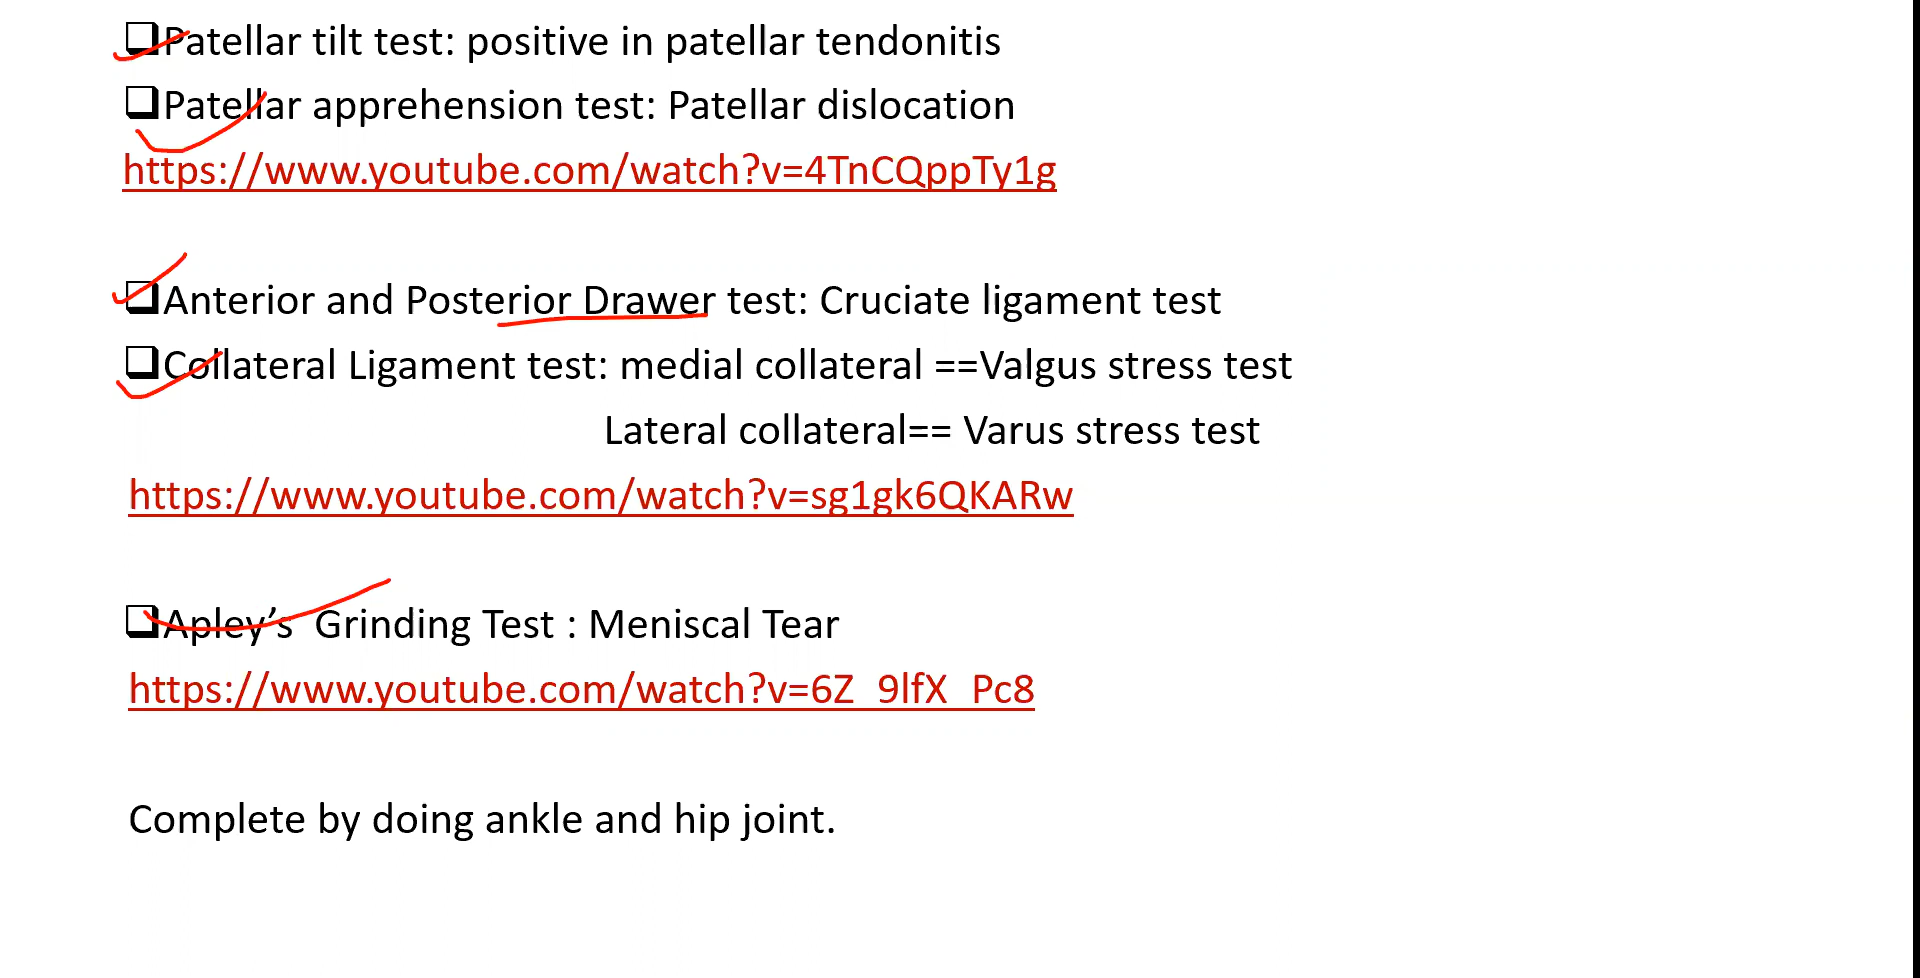 ❑Patellar tilt test: positive in patellar tendonitis
❑Patellar apprehension test: Patellar dislocation
https://www.youtube.com/watch?v=4TnCQppTy1g
❑Anterior and Posterior Drawer test: Cruciate ligament test
❑Collateral Ligament test: medial collateral ==Valgus stress test
Lateral collateral== Varus stress test
https://www.youtube.com/watch?v=sg1gk6QKARw
❑Apley’s  Grinding Test : Meniscal Tear
https://www.youtube.com/watch?v=6Z_9lfX_Pc8
Complete by doing ankle and hip joint.